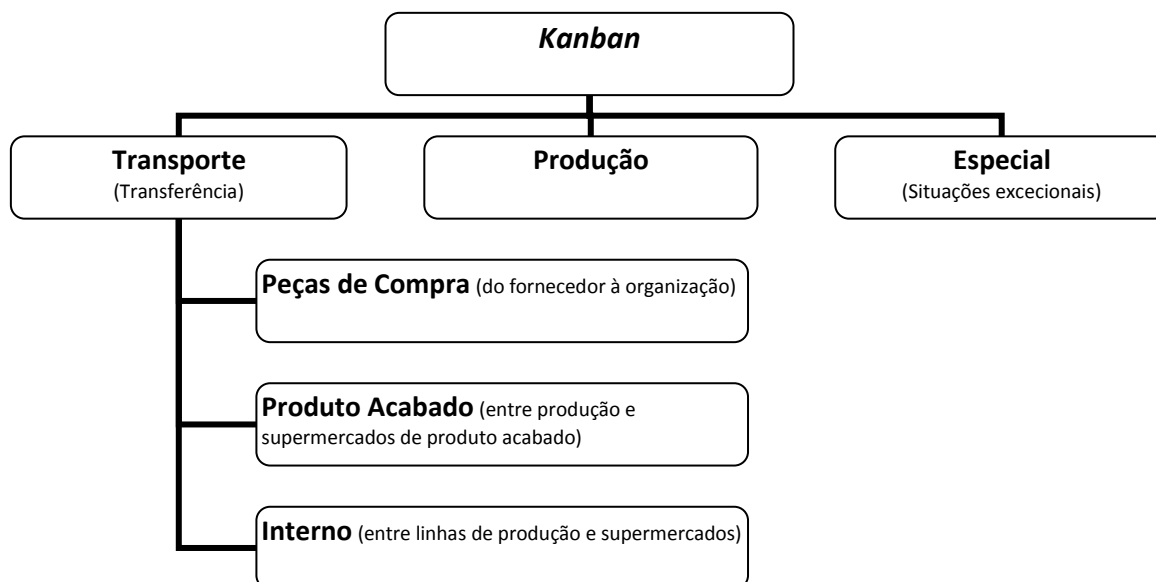 Kanban
Transporte
(Transferência)
Produção
Especial
(Situações excecionais)
Peças de Compra (do fornecedor à organização)
Produto Acabado (entre produção e
supermercados de produto acabado)
Interno (entre linhas de produção e supermercados)